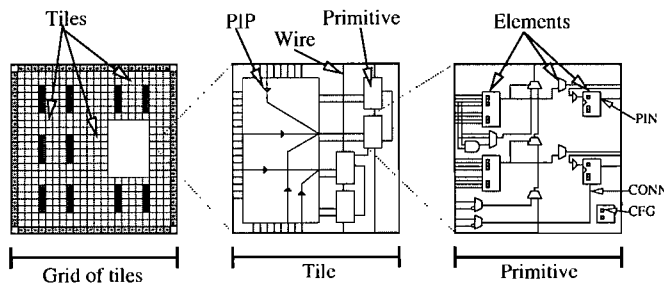 Tiles
PIP
Wire
Primitive
Elements
PIN
CONN
CFG
Grid of tiles
Tile
Primitive